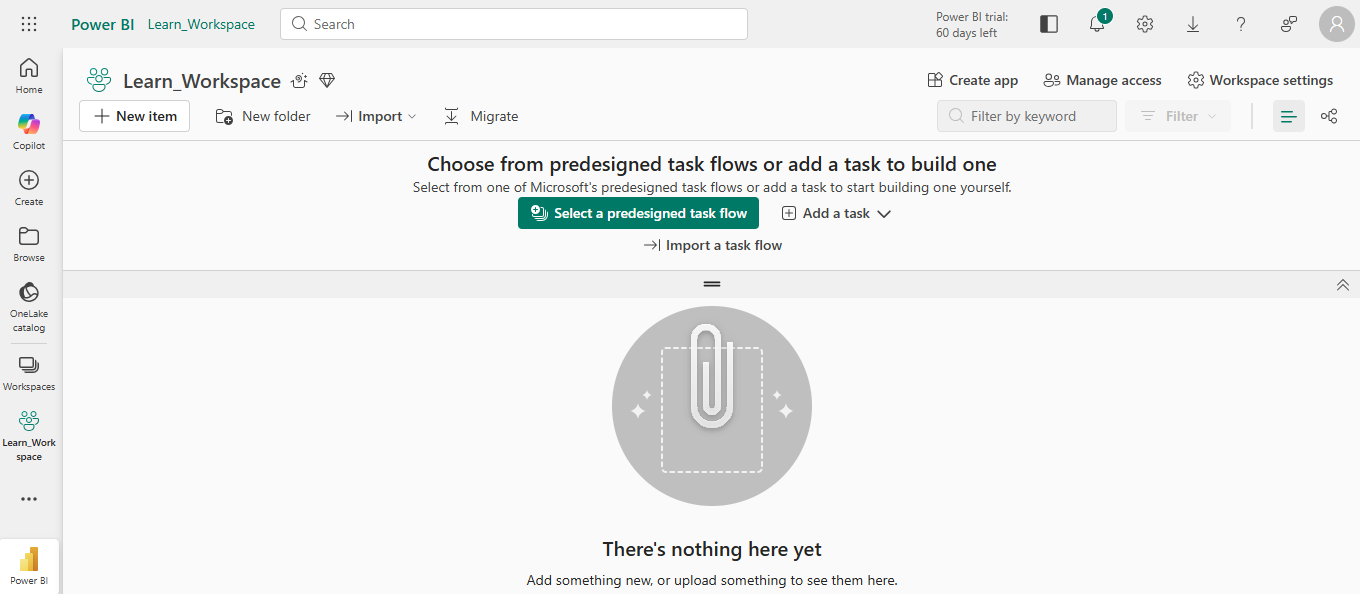 Power BI Learn_Workspace Search Power BI trial: 1
60 days left
Home
Copilot
Create
Browse
OneLake
catalog
Workspaces
Learn_Work
space
Power BI
Learn_Workspace Create app Manage access Workspace settings
New item New folder Import Migrate Filter by keyword Filter
Choose from predesigned task flows or add a task to build one
Select from one of Microsoft's predesigned task flows or add a task to start building one yourself.
Select a predesigned task flow Add a task
Import a task flow
There's nothing here yet
Add something new, or upload something to see them here.